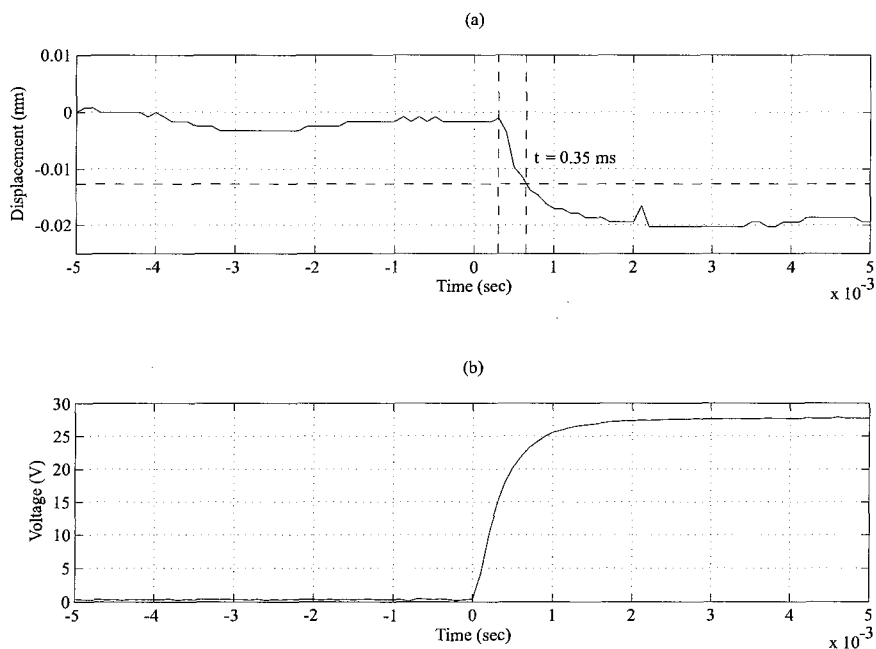 (a)
0.01
0
-0.01
-0.02
Displacement (mm)
t = 0.35 ms
-5 -4 -3 -2 -1 0 1 2 3 4 5
Time (sec)
x 10⁻³
(b)
30
25
20
15
10
5
0
Voltage (V)
-5 -4 -3 -2 -1 0 1 2 3 4 5
Time (sec)
x 10⁻³